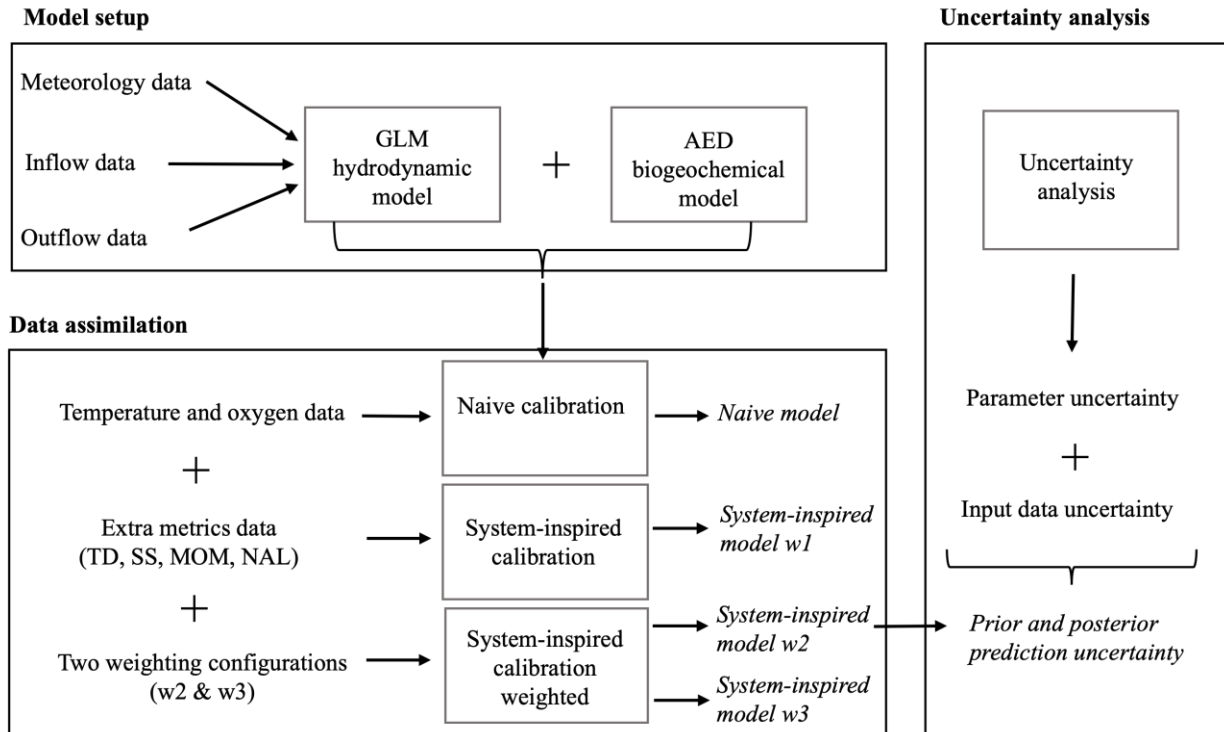 Model setup
Meteorology data
Inflow data
Outflow data
GLM
hydrodynamic
model
+
AED
biogeochemical
model
Data assimilation
Temperature and oxygen data
+
Extra metrics data
(TD, SS, MOM, NAL)
+
Two weighting configurations
(w2 & w3)
Naive calibration
System-inspired
calibration
System-inspired
calibration
weighted
Naive model
System-inspired
model w1
System-inspired
model w2
System-inspired
model w3
Uncertainty analysis
Uncertainty
analysis
Parameter uncertainty
+
Input data uncertainty
Prior and posterior
prediction uncertainty